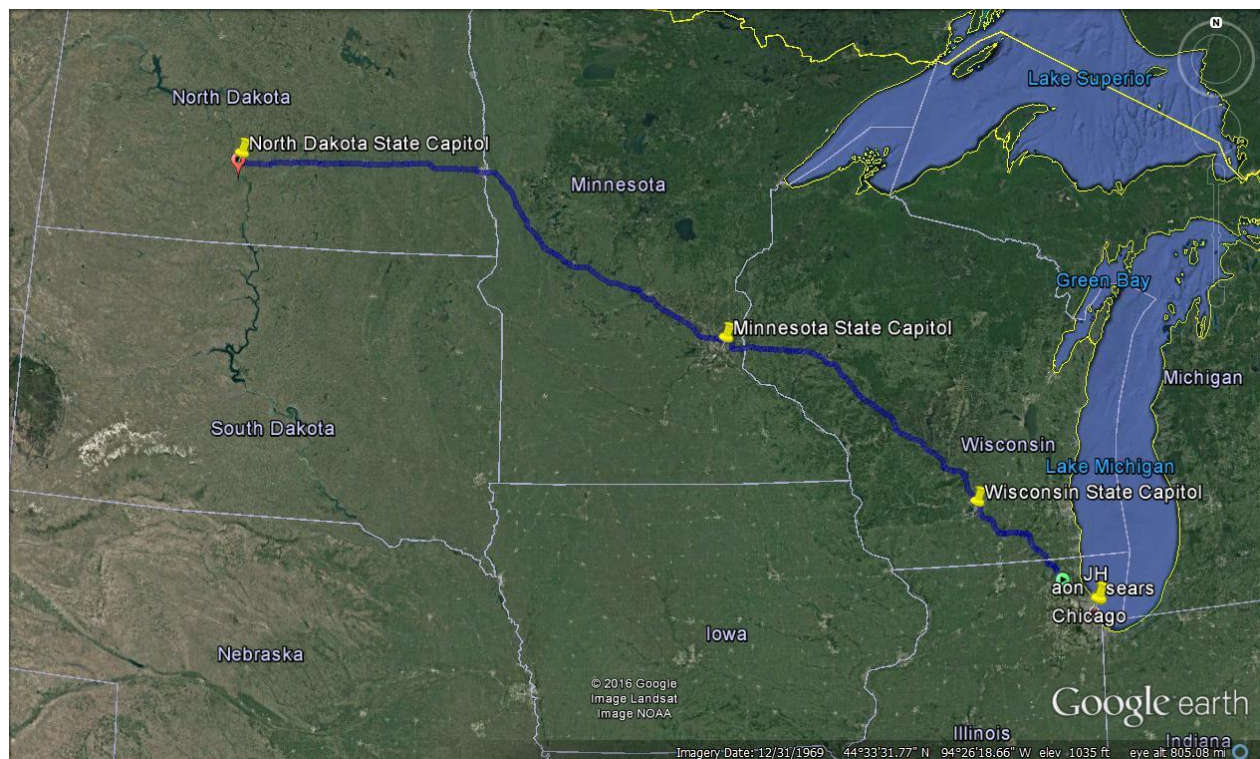 N
Lake Superior
North Dakota
North Dakota State Capitol
Minnesota
Green Bay
Minnesota State Capitol
Michigan
South Dakota
Wisconsin
Lake Michigan
Wisconsin State Capitol
JH
aon
sears
Chicago
Iowa
Nebraska
© 2016 Google
Image Landsat
Image NOAA
Google earth
Illinois
Indiana
Imagery Date: 12/31/1969 44°33'31.77" N 94°26'18.66" W elev 1035 ft eye alt 805.08 mi